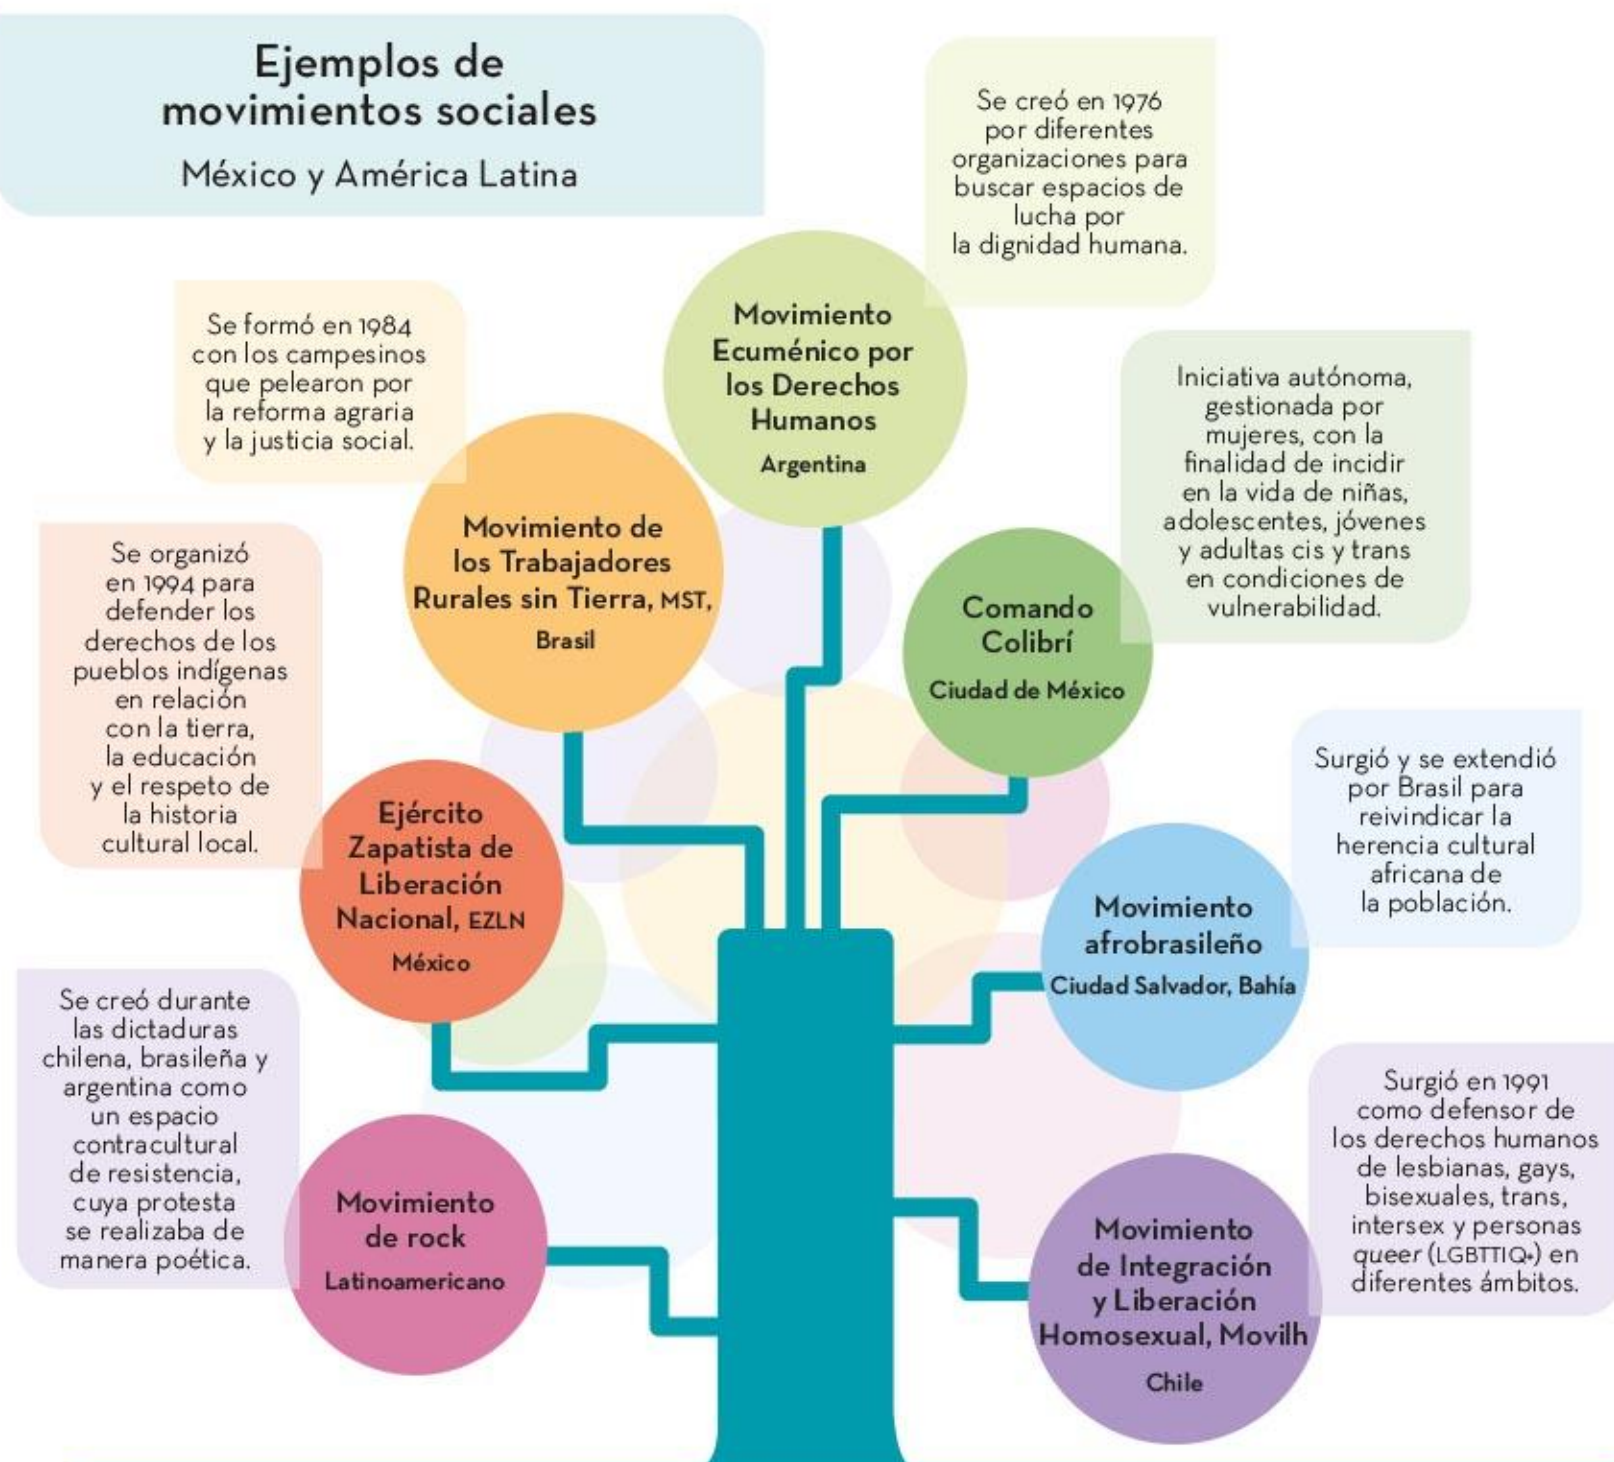 Ejemplos de
movimientos sociales
México y América Latina
Se creó en 1976
por diferentes
organizaciones para
buscar espacios de
lucha por
la dignidad humana.
Movimiento
Ecuménico por
los Derechos
Humanos
Argentina
Se formó en 1984
con los campesinos
que pelearon por
la reforma agraria
y la justicia social.
Movimiento de
los Trabajadores
Rurales sin Tierra, MST,
Brasil
Iniciativa autónoma,
gestionada por
mujeres, con la
finalidad de incidir
en la vida de niñas,
adolescentes, jóvenes
y adultas cis y trans
en condiciones de
vulnerabilidad.
Comando
Colibrí
Ciudad de México
Se organizó
en 1994 para
defender los
derechos de los
pueblos indígenas
en relación
con la tierra,
la educación
y el respeto de
la historia
cultural local.
Ejército
Zapatista de
Liberación
Nacional, EZLN
México
Surgió y se extendió
por Brasil para
reivindicar la
herencia cultural
africana de
la población.
Movimiento
afrobrasileño
Ciudad Salvador, Bahía
Se creó durante
las dictaduras
chilena, brasileña y
argentina como
un espacio
contracultural
de resistencia,
cuya protesta
se realizaba de
manera poética.
Movimiento
de rock
Latinoamericano
Surgió en 1991
como defensor de
los derechos humanos
de lesbianas, gays,
bisexuales, trans,
intersex y personas
queer (LGBTTIQ+) en
diferentes ámbitos.
Movimiento
de Integración
y Liberación
Homosexual, Movilh
Chile